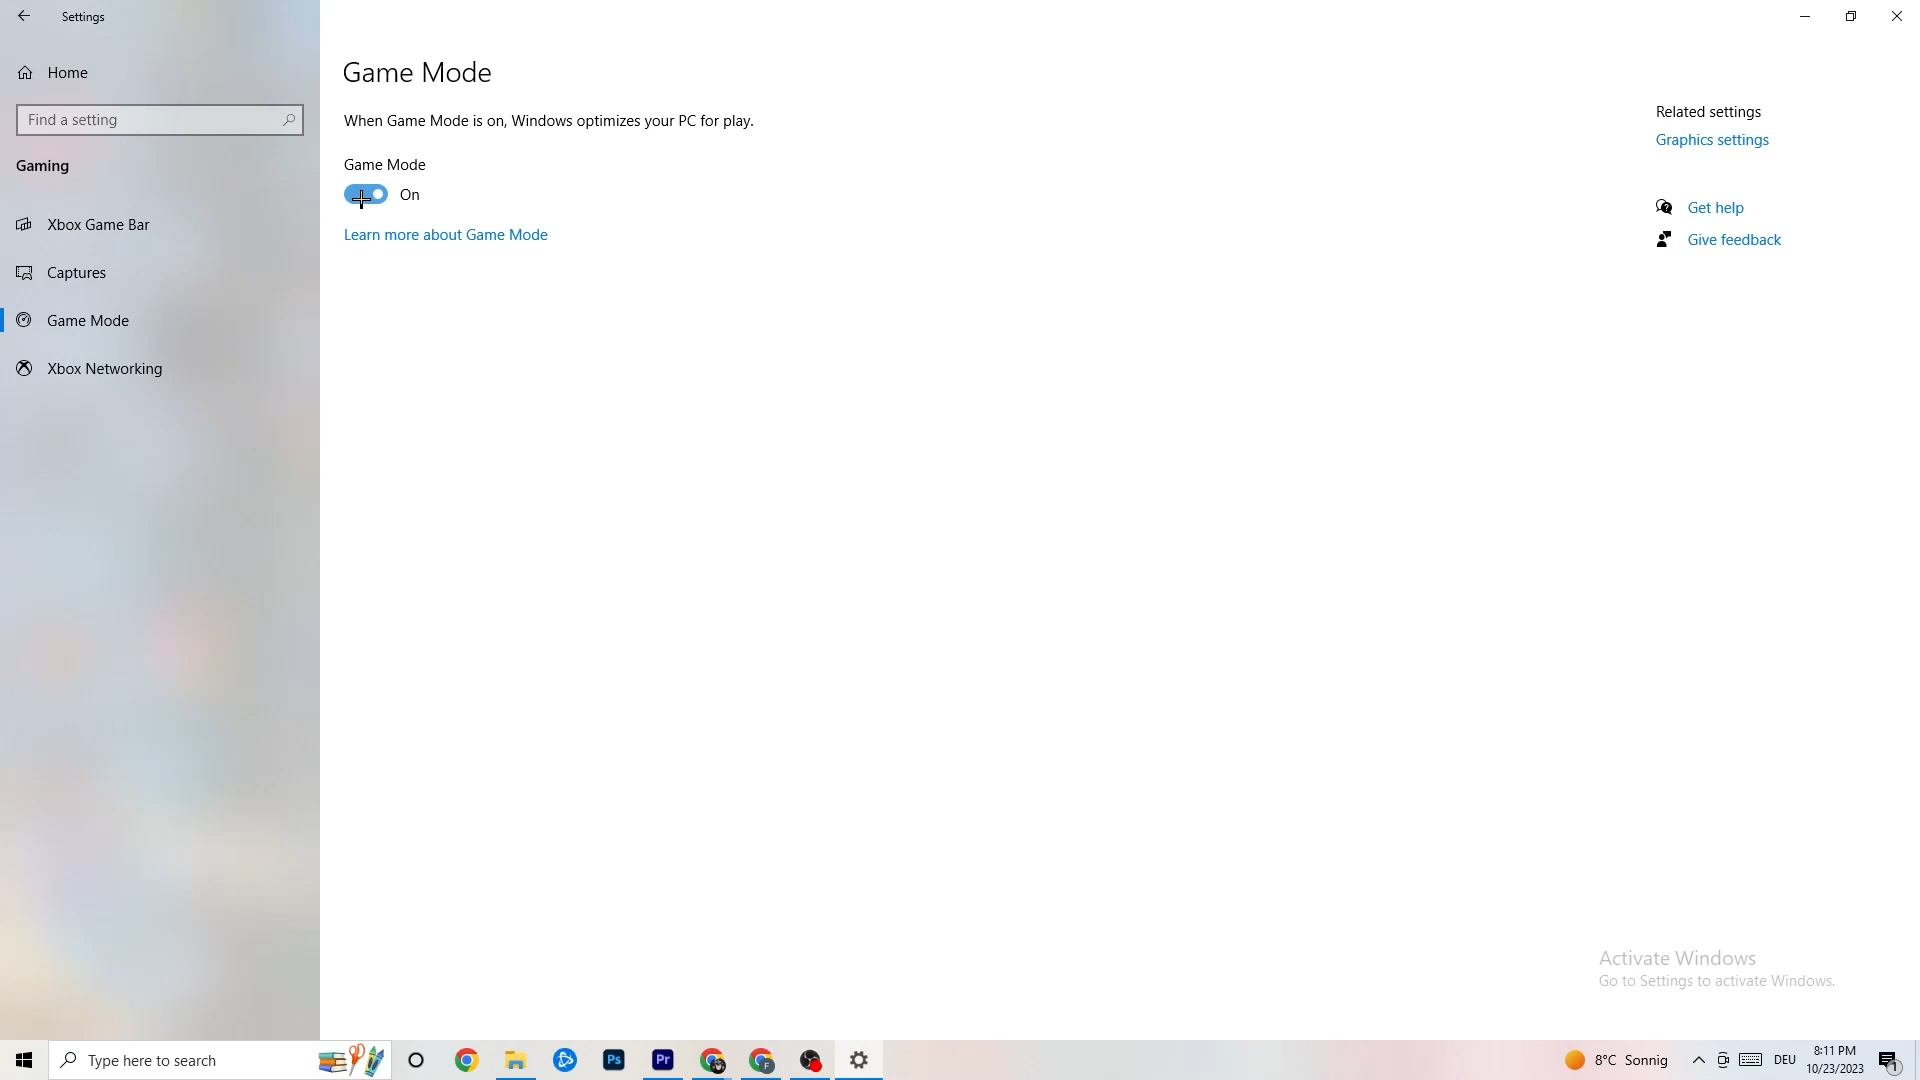 Settings
Home
Find a setting
Gaming
Xbox Game Bar
Captures
Game Mode
Xbox Networking
Game Mode
When Game Mode is on, Windows optimizes your PC for play.
Game Mode
On
Learn more about Game Mode
Related settings
Graphics settings
Get help
Give feedback
Activate Windows
Go to Settings to activate Windows.
Type here to search
Ps
Pr
F
8°C Sonnig
DEU
8:11 PM
10/23/2023
1